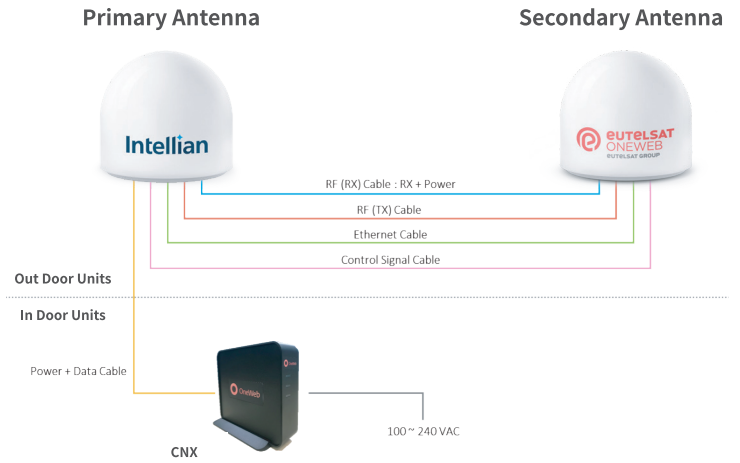 Primary Antenna
Secondary Antenna
Intellian
eUTELSAT
ONEWEB
eUTELSAT GROUP
RF (RX) Cable : RX + Power
RF (TX) Cable
Ethernet Cable
Control Signal Cable
Out Door Units
In Door Units
Power + Data Cable
OneWeb
100 ~ 240 VAC
CNX